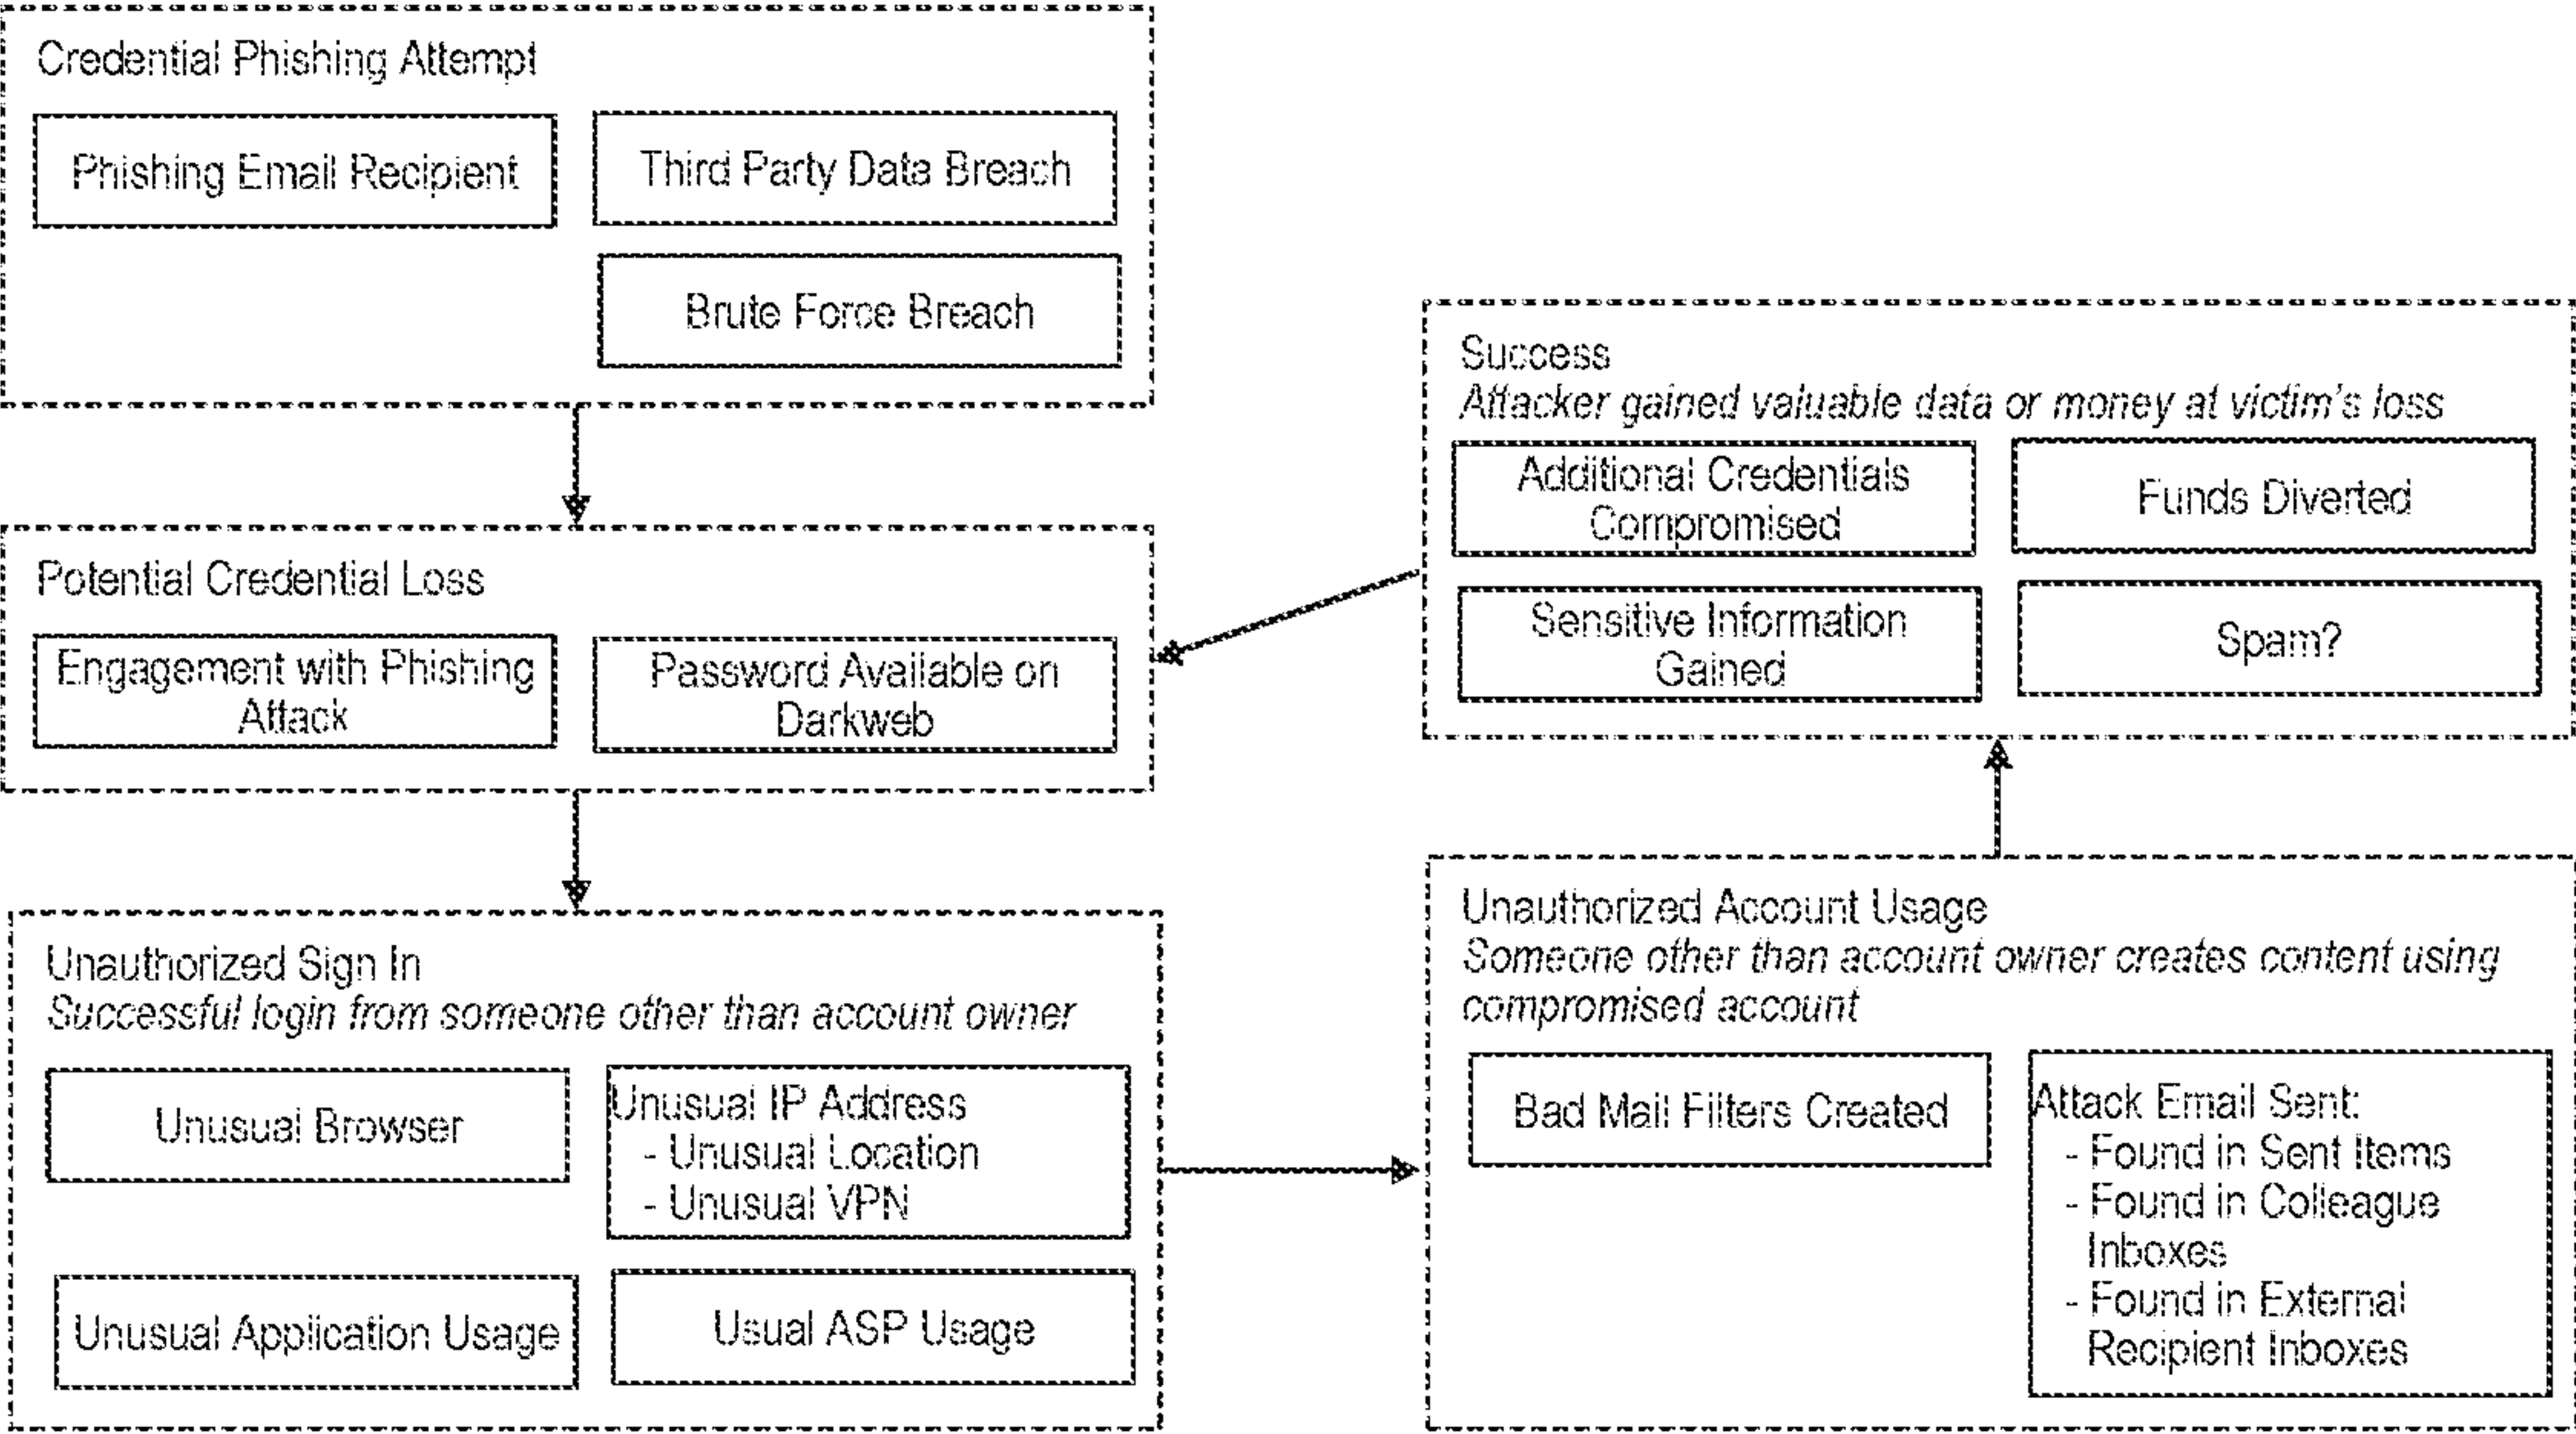 Credential Phishing Attempt
Phishing Email Recipient
Third Party Data Breach
Brute Force Breach
Potential Credential Loss
Engagement with Phishing
Attack
Password Available on
Darkweb
Unauthorized Sign In
Successful login from someone other than account owner
Unusual Browser
Unusual IP Address
- Unusual Location
- Unusual VPN
Unusual Application Usage
Usual ASP Usage
Unauthorized Account Usage
Someone other than account owner creates content using
compromised account
Bad Mail Filters Created
Attack Email Sent:
- Found in Sent Items
- Found in Colleague
Inboxes
- Found in External
Recipient Inboxes
Success
Attacker gained valuable data or money at victim's loss
Additional Credentials
Compromised
Funds Diverted
Sensitive Information
Gained
Spam?